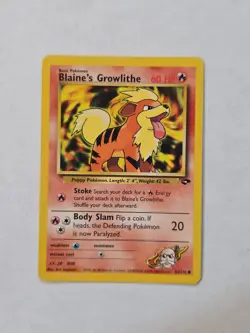 Basic Pokémon
Blaine's Growlithe 60 HP
Puppy Pokémon. Length: 2' 4", Weight: 42 lbs.
Stoke Search your deck for a Energy
card and attach it to Blaine's Growlithe.
Shuffle your deck afterward.
Body Slam Flip a coin. If
heads, the Defending Pokémon
is now Paralyzed. 20
weakness
resistance
retreat cost